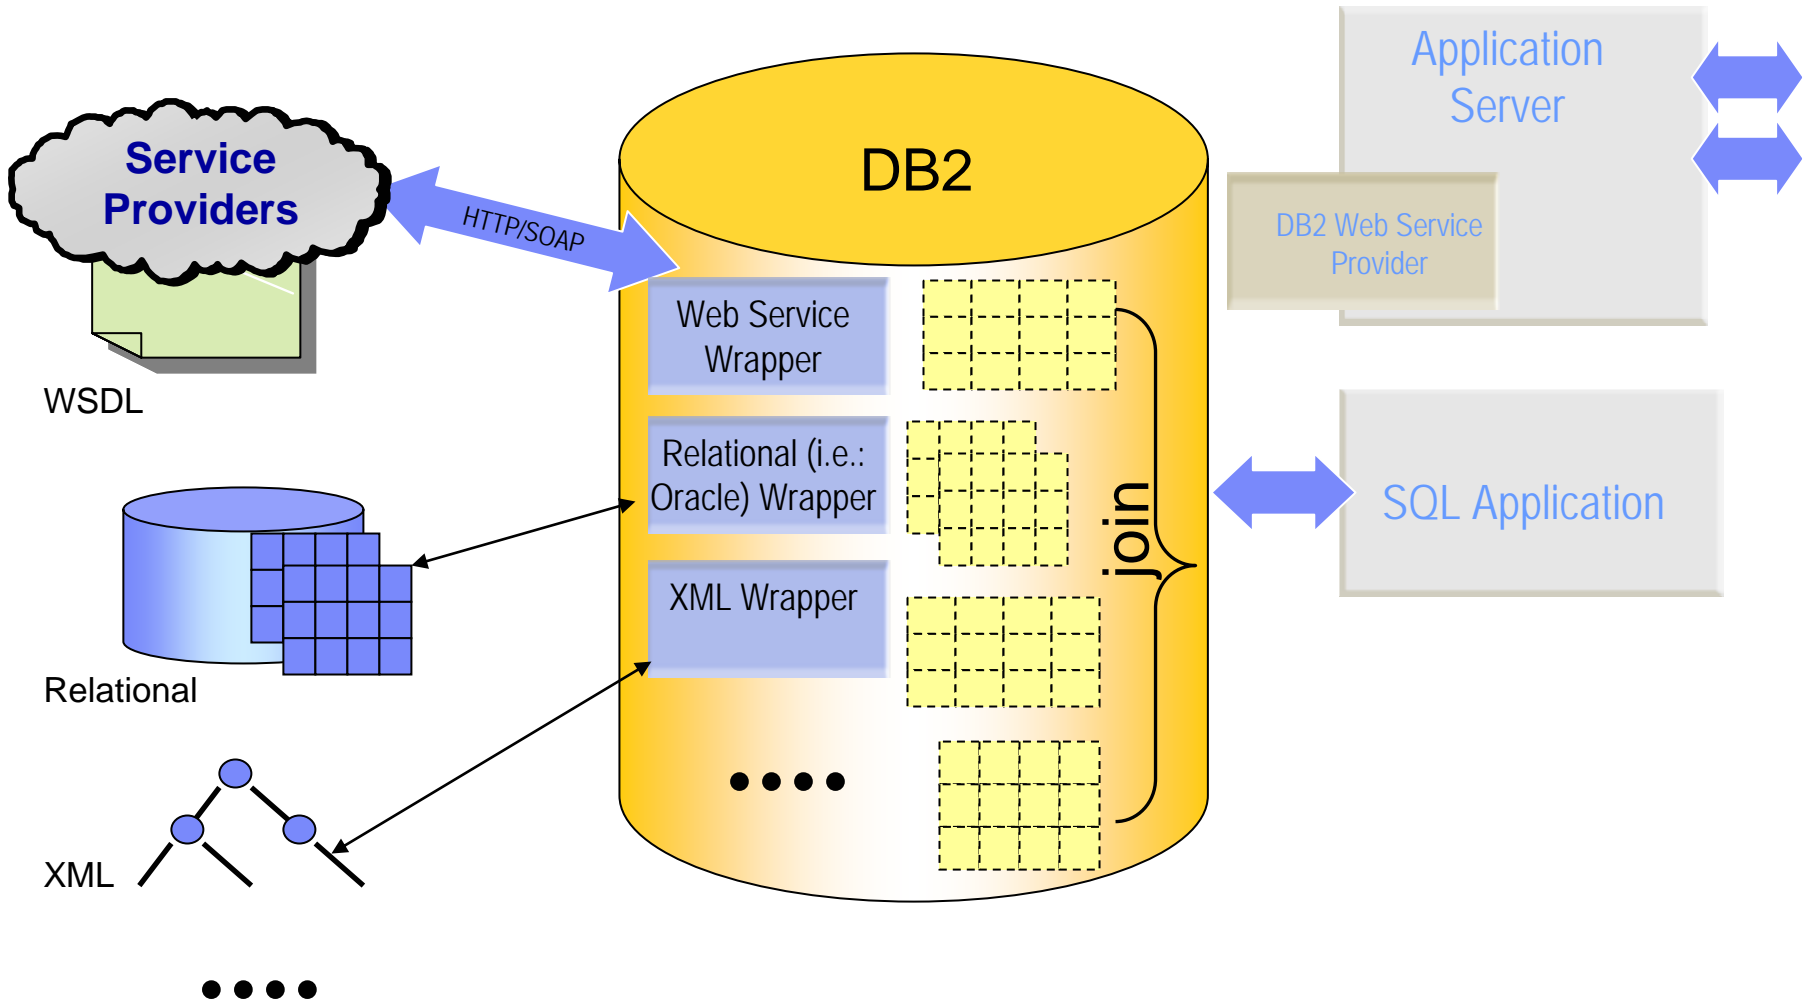 Service
Providers
WSDL
HTTP/SOAP
Relational
XML
DB2
Web Service
Wrapper
Relational (i.e.:
Oracle) Wrapper
XML Wrapper
join
Application
Server
DB2 Web Service
Provider
SQL Application